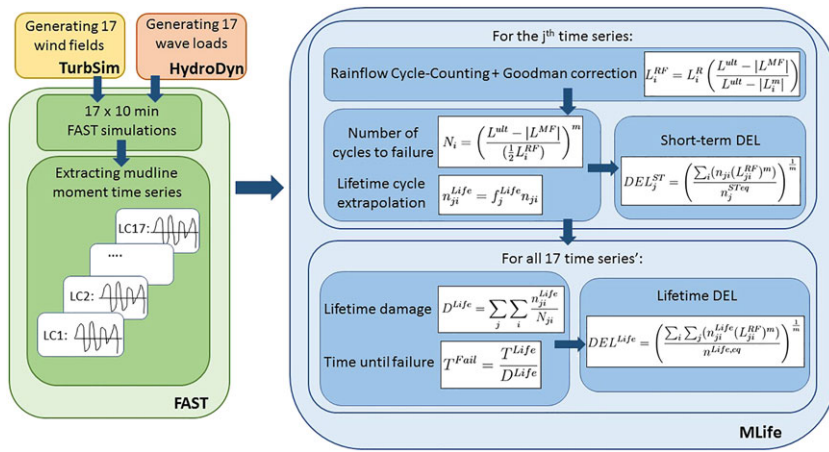 Generating 17
wind fields
TurbSim
Generating 17
wave loads
HydroDyn
17 x 10 min
FAST simulations
Extracting mudline
moment time series
LC17:
....
LC2:
LC1:
FAST
For the jᵗʰ time series:
Rainflow Cycle-Counting + Goodman correction
L_i^{RF} = L_i^R \left( \frac{L^{ult} - |L^{MF}|}{L^{ult} - |L_i^m|} \right)
Number of
cycles to failure
N_i = \left( \frac{L^{ult} - |L^{MF}|}{(\frac{1}{2} L_i^{RF})} \right)^m
Lifetime cycle
extrapolation
n_{ji}^{Life} = f_j^{Life} n_{ji}
Short-term DEL
DEL_j^{ST} = \left( \frac{\sum_i (n_{ji} (L_{ji}^{RF})^m)}{n_j^{STeq}} \right)^{\frac{1}{m}}
For all 17 time series':
Lifetime damage
D^{Life} = \sum_j \sum_i \frac{n_{ji}^{Life}}{N_{ji}}
Time until failure
T^{Fail} = \frac{T^{Life}}{D^{Life}}
Lifetime DEL
DEL^{Life} = \left( \frac{\sum_i \sum_j (n_{ji}^{Life} (L_{ji}^{RF})^m)}{n^{Life,eq}} \right)^{\frac{1}{m}}
MLife